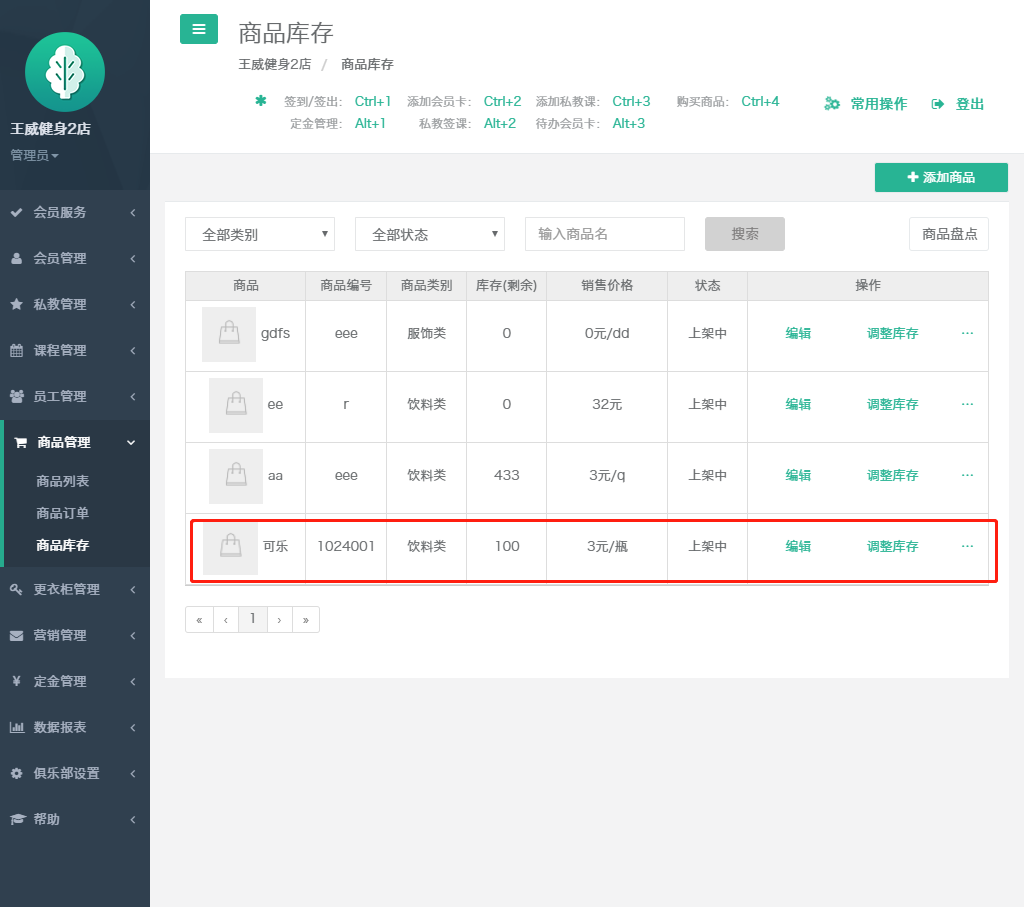 王威健身2店
管理员
会员服务
会员管理
私教管理
课程管理
员工管理
商品管理
商品列表
商品订单
商品库存
更衣柜管理
营销管理
定金管理
数据报表
俱乐部设置
帮助
商品库存
王威健身2店 / 商品库存
签到/签出: Ctrl+1 添加会员卡: Ctrl+2 添加私教课: Ctrl+3 购买商品: Ctrl+4
定金管理: Alt+1 私教签课: Alt+2 待办会员卡: Alt+3
常用操作 登出
添加商品
全部类别 全部状态 输入商品名 搜索 商品盘点
商品 商品编号 商品类别 库存(剩余) 销售价格 状态 操作
gdfs eee 服饰类 0 0元/dd 上架中 编辑 调整库存 ···
ee r 饮料类 0 32元 上架中 编辑 调整库存 ···
aa eee 饮料类 433 3元/q 上架中 编辑 调整库存 ···
可乐 1024001 饮料类 100 3元/瓶 上架中 编辑 调整库存 ···
« ‹ 1 › »